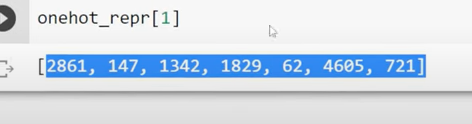 onehot_repr[1]
[2861, 147, 1342, 1829, 62, 4605, 721]